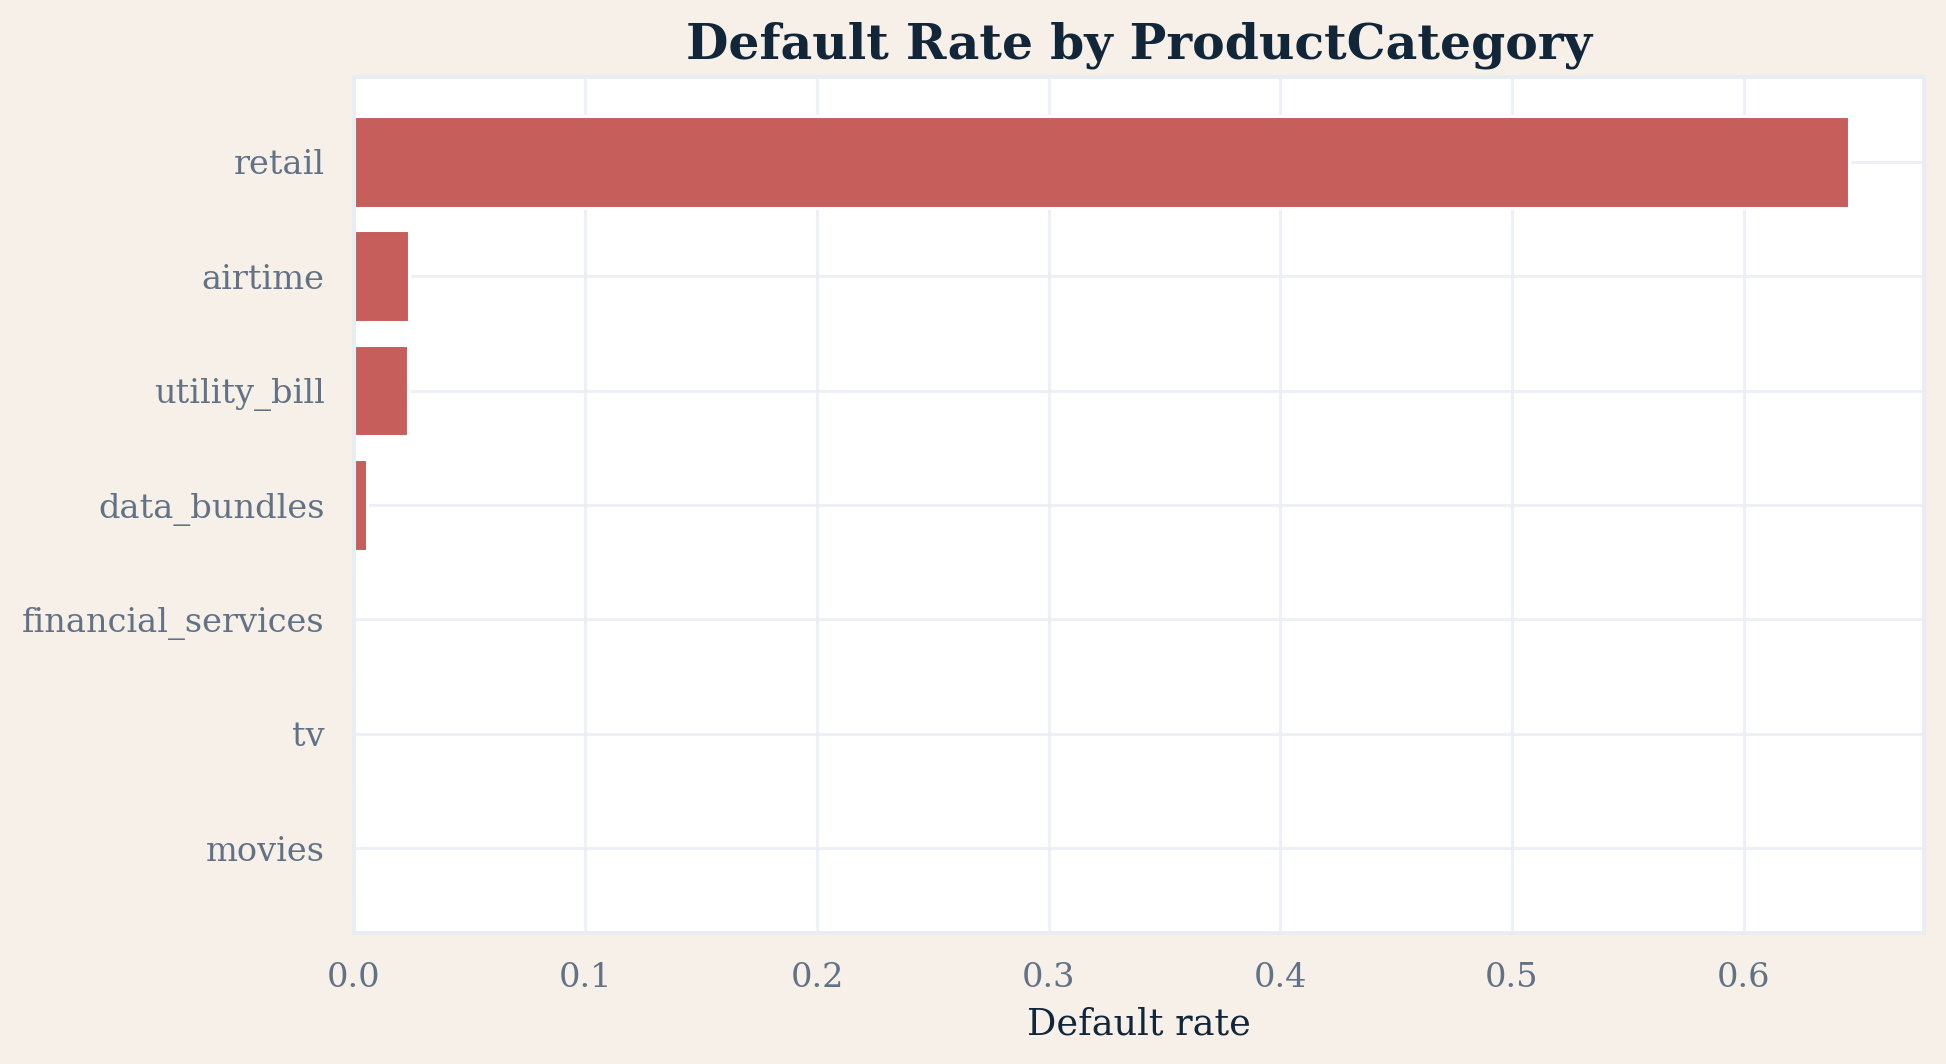 Default Rate by ProductCategory
retail
airtime
utility_bill
data_bundles
financial_services
tv
movies
0.0 0.1 0.2 0.3 0.4 0.5 0.6
Default rate